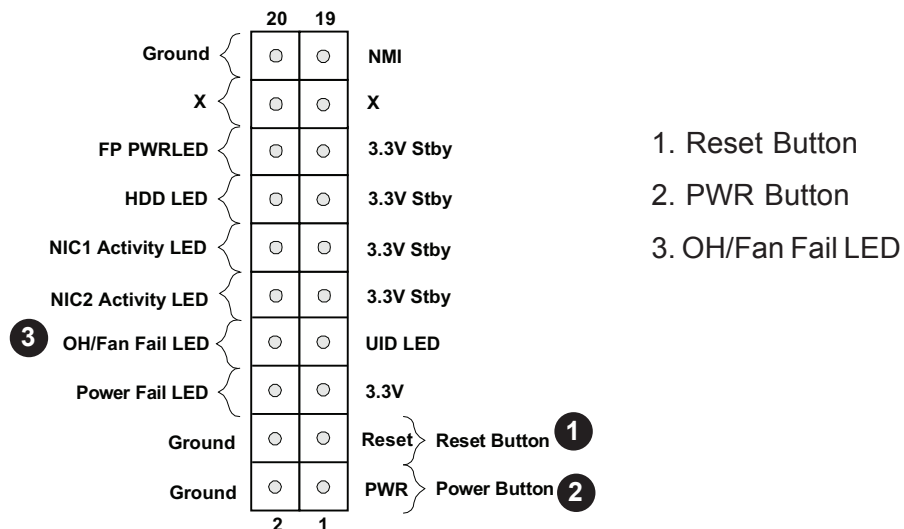 20 19
Ground NMI
X X
FP PWRLED 3.3V Stby
HDD LED 3.3V Stby
NIC1 Activity LED 3.3V Stby
NIC2 Activity LED 3.3V Stby
3 OH/Fan Fail LED UID LED
Power Fail LED 3.3V
Ground Reset Reset Button 1
Ground PWR Power Button 2
2 1
1. Reset Button
2. PWR Button
3. OH/Fan Fail LED